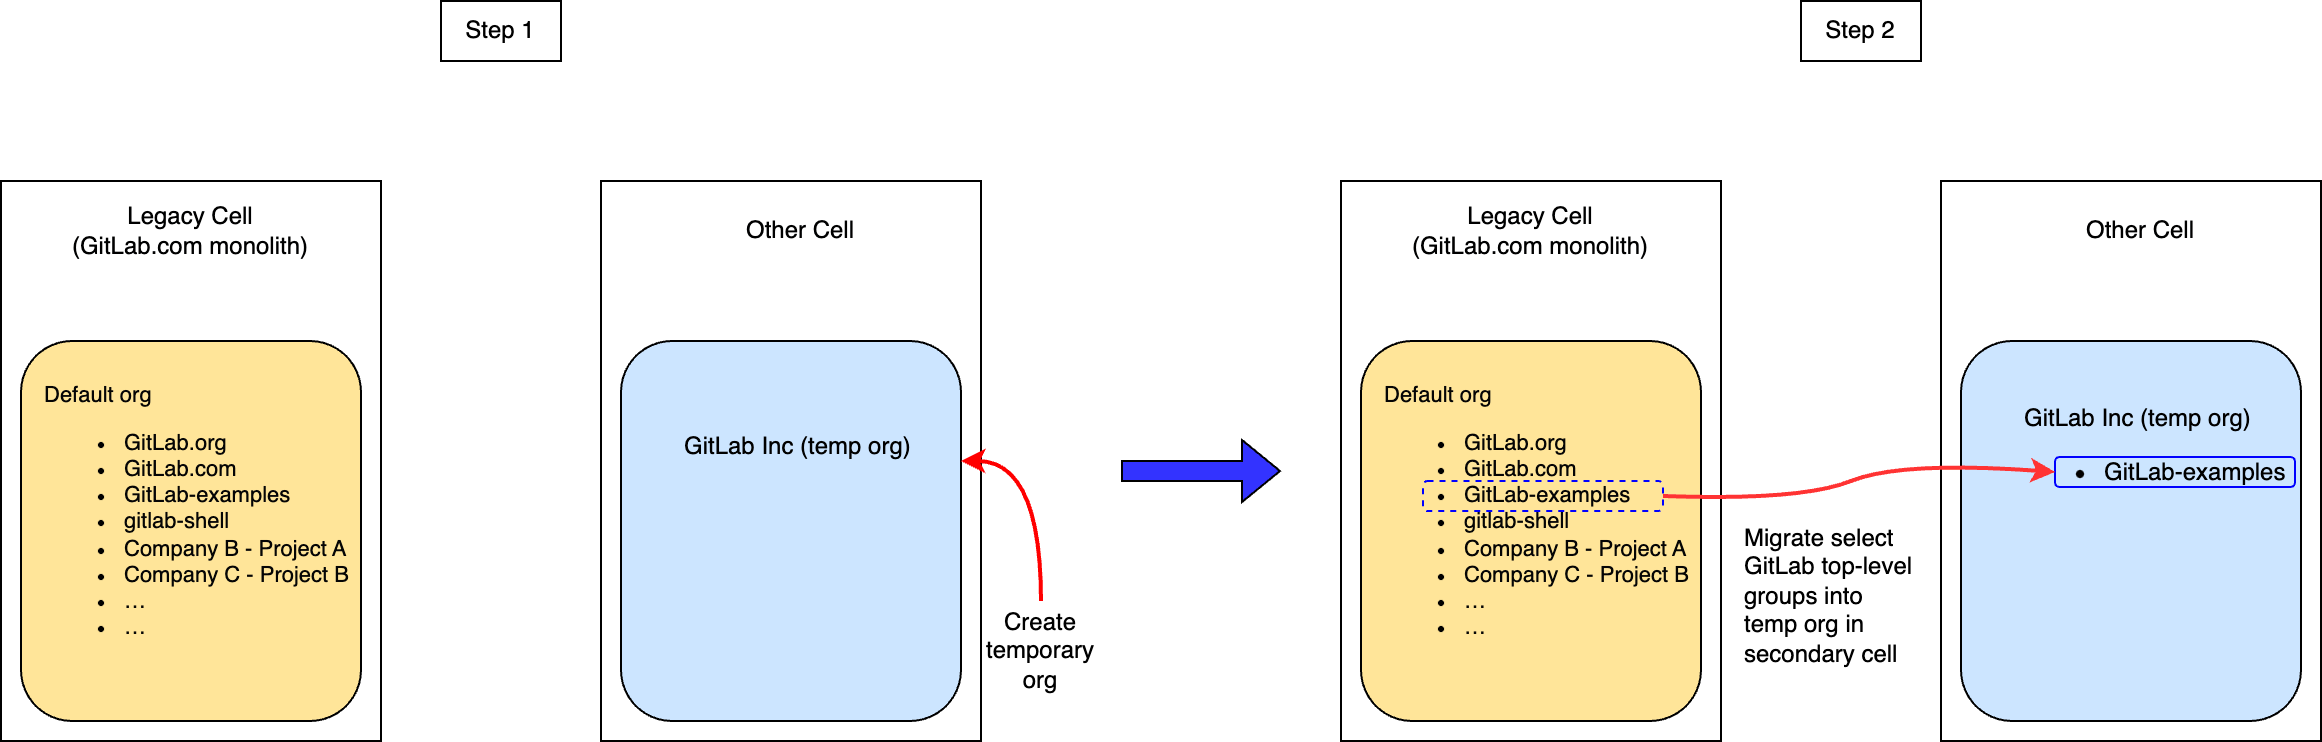 Step 1
Step 2
Legacy Cell
(GitLab.com monolith)
Default org
• GitLab.org
• GitLab.com
• GitLab-examples
• gitlab-shell
• Company B - Project A
• Company C - Project B
• …
• …
Other Cell
GitLab Inc (temp org)
Create
temporary
org
Legacy Cell
(GitLab.com monolith)
Default org
• GitLab.org
• GitLab.com
• GitLab-examples
• gitlab-shell
• Company B - Project A
• Company C - Project B
• …
• …
Migrate select
GitLab top-level
groups into
temp org in
secondary cell
Other Cell
GitLab Inc (temp org)
• GitLab-examples